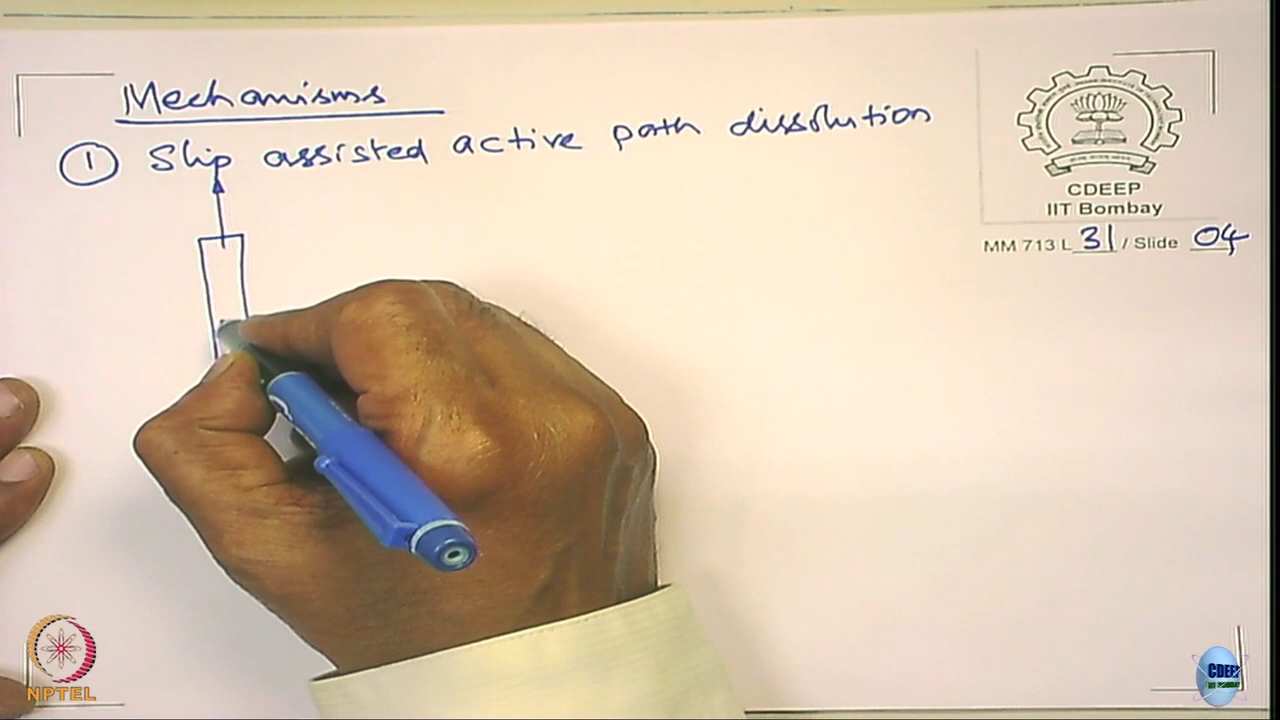 Mechanisms
① Slip assisted active path dissolution
CDEEP
IIT Bombay
MM 713 L 31 / Slide 04
NPTEL
CDEEP